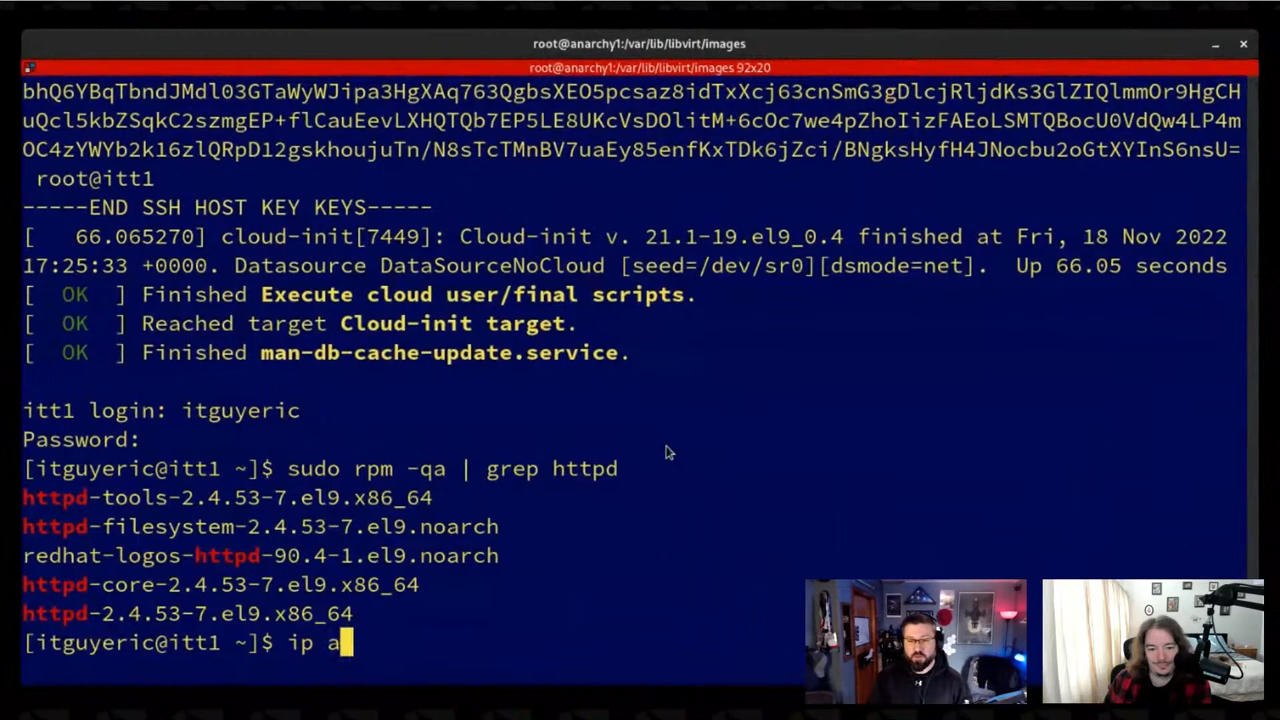 root@anarchy1:/var/lib/libvirt/images
root@anarchy1:/var/lib/libvirt/images 92x20
bhQ6YBqTbndJMdl03GTaWyWJipa3HgXAq763QgbsXEO5pcsaz8idTxXcj63cnSmG3gDlcjRljdKs3GlZIQlmmOr9HgCH
uQcl5kbZSqkC2szmgEP+flCauEevLXHQTQb7EP5LE8UKcVsDOlitM+6cOc7we4pZhoIizFAEoLSMTQBocU0VdQw4LP4m
OC4zYWYb2k16zlQRpD12gskhoujuTn/N8sTcTMnBV7uaEy85enfKxTDk6jZci/BNgksHyfH4JNocbu2oGtXYInS6nsU=
root@itt1
-----END SSH HOST KEY KEYS-----
[   66.065270] cloud-init[7449]: Cloud-init v. 21.1-19.el9_0.4 finished at Fri, 18 Nov 2022
17:25:33 +0000. Datasource DataSourceNoCloud [seed=/dev/sr0][dsmode=net].  Up 66.05 seconds
[  OK  ] Finished Execute cloud user/final scripts.
[  OK  ] Reached target Cloud-init target.
[  OK  ] Finished man-db-cache-update.service.
itt1 login: itguyeric
Password:
[itguyeric@itt1 ~]$ sudo rpm -qa | grep httpd
httpd-tools-2.4.53-7.el9.x86_64
httpd-filesystem-2.4.53-7.el9.noarch
redhat-logos-httpd-90.4-1.el9.noarch
httpd-core-2.4.53-7.el9.x86_64
httpd-2.4.53-7.el9.x86_64
[itguyeric@itt1 ~]$ ip a